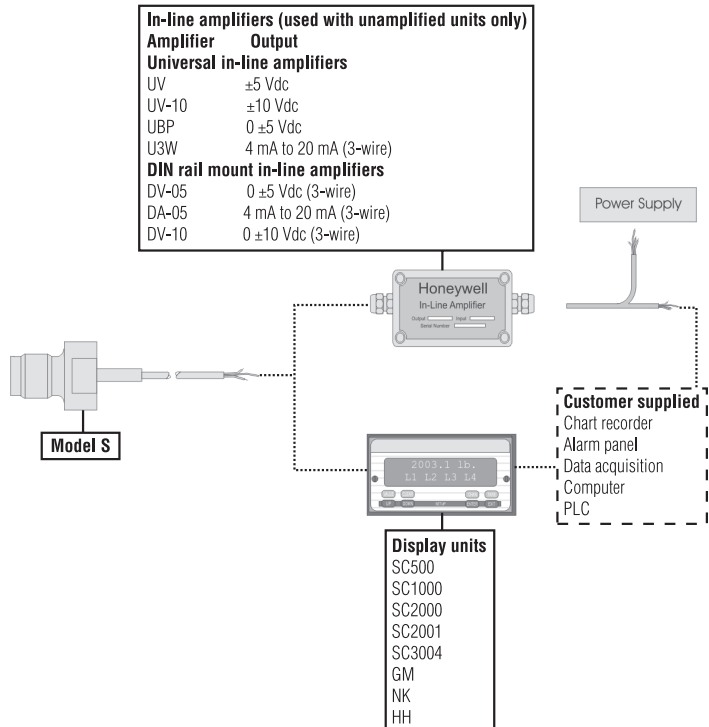 In-line amplifiers (used with unamplified units only)
Amplifier Output
Universal in-line amplifiers
UV ±5 Vdc
UV-10 ±10 Vdc
UBP 0 ±5 Vdc
U3W 4 mA to 20 mA (3-wire)
DIN rail mount in-line amplifiers
DV-05 0 ±5 Vdc (3-wire)
DA-05 4 mA to 20 mA (3-wire)
DV-10 0 ±10 Vdc (3-wire)
Power Supply
Honeywell
In-Line Amplifier
Output Input
Serial Number
Model S
2003.1 lb.
L1 L2 L3 L4
SETUP
Customer supplied
Chart recorder
Alarm panel
Data acquisition
Computer
PLC
Display units
SC500
SC1000
SC2000
SC2001
SC3004
GM
NK
HH